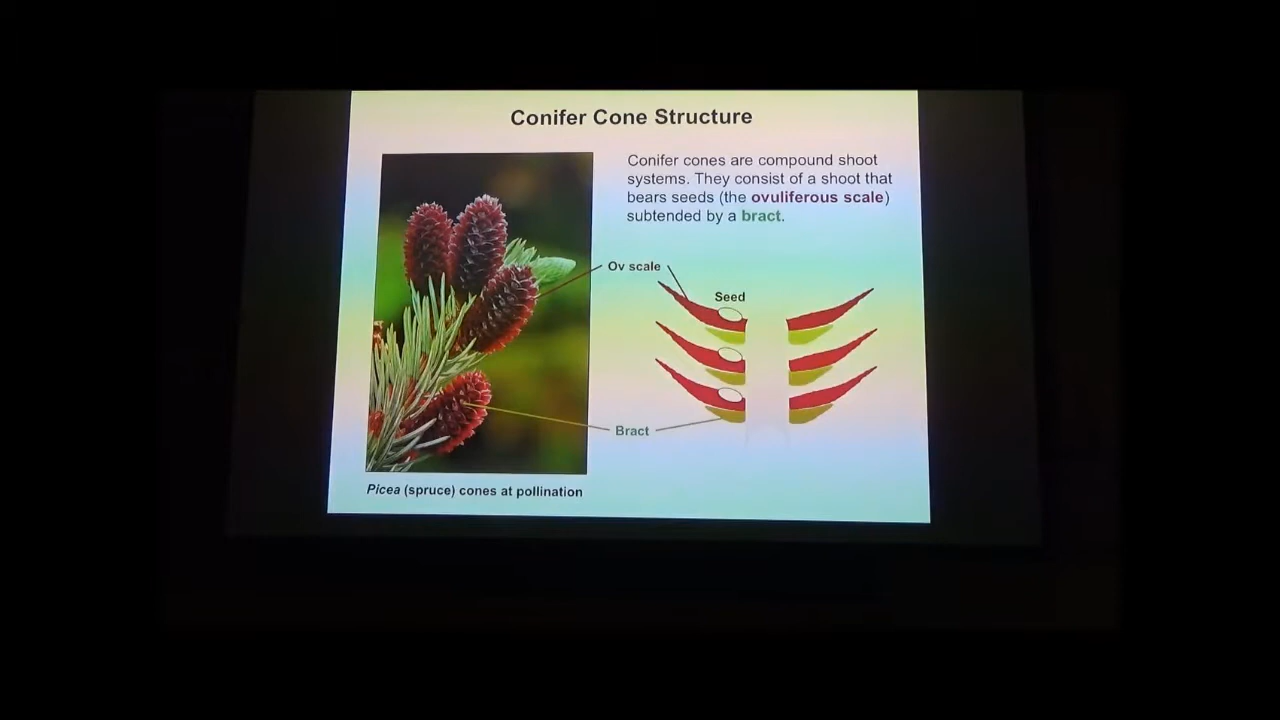 Conifer Cone Structure
Conifer cones are compound shoot
systems. They consist of a shoot that
bears seeds (the ovuliferous scale)
subtended by a bract.
Ov scale
Seed
Bract
Picea (spruce) cones at pollination